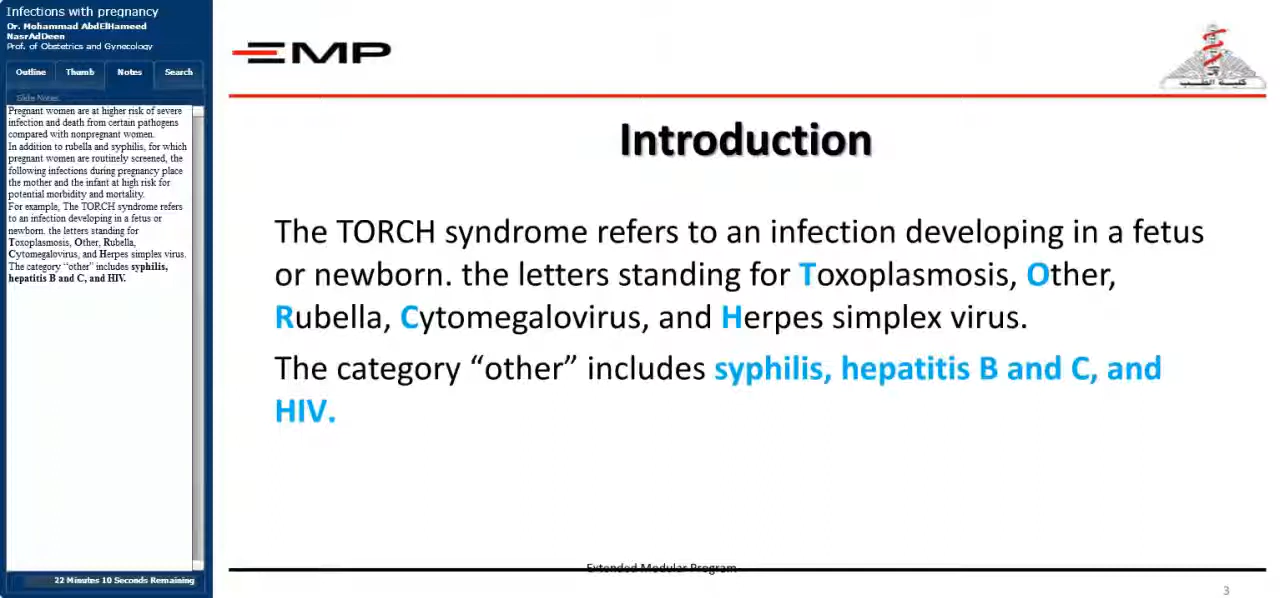 Infections with pregnancy
Dr. Mohammad AbdElHameed
NasrAdDeen
Prof. of Obstetrics and Gynecology
Outline Thumb Notes Search
Slide Notes
Pregnant women are at higher risk of severe
infection and death from certain pathogens
compared with nonpregnant women.
In addition to rubella and syphilis, for which
pregnant women are routinely screened, the
following infections during pregnancy place
the mother and the infant at high risk for
potential morbidity and mortality.
For example, The TORCH syndrome refers
to an infection developing in a fetus or
newborn. the letters standing for
Toxoplasmosis, Other, Rubella,
Cytomegalovirus, and Herpes simplex virus.
The category “other” includes syphilis,
hepatitis B and C, and HIV.
22 Minutes 10 Seconds Remaining
EMP
كلية الطب
Introduction
The TORCH syndrome refers to an infection developing in a fetus
or newborn. the letters standing for Toxoplasmosis, Other,
Rubella, Cytomegalovirus, and Herpes simplex virus.
The category “other” includes syphilis, hepatitis B and C, and
HIV.
Extended Modular Program
3